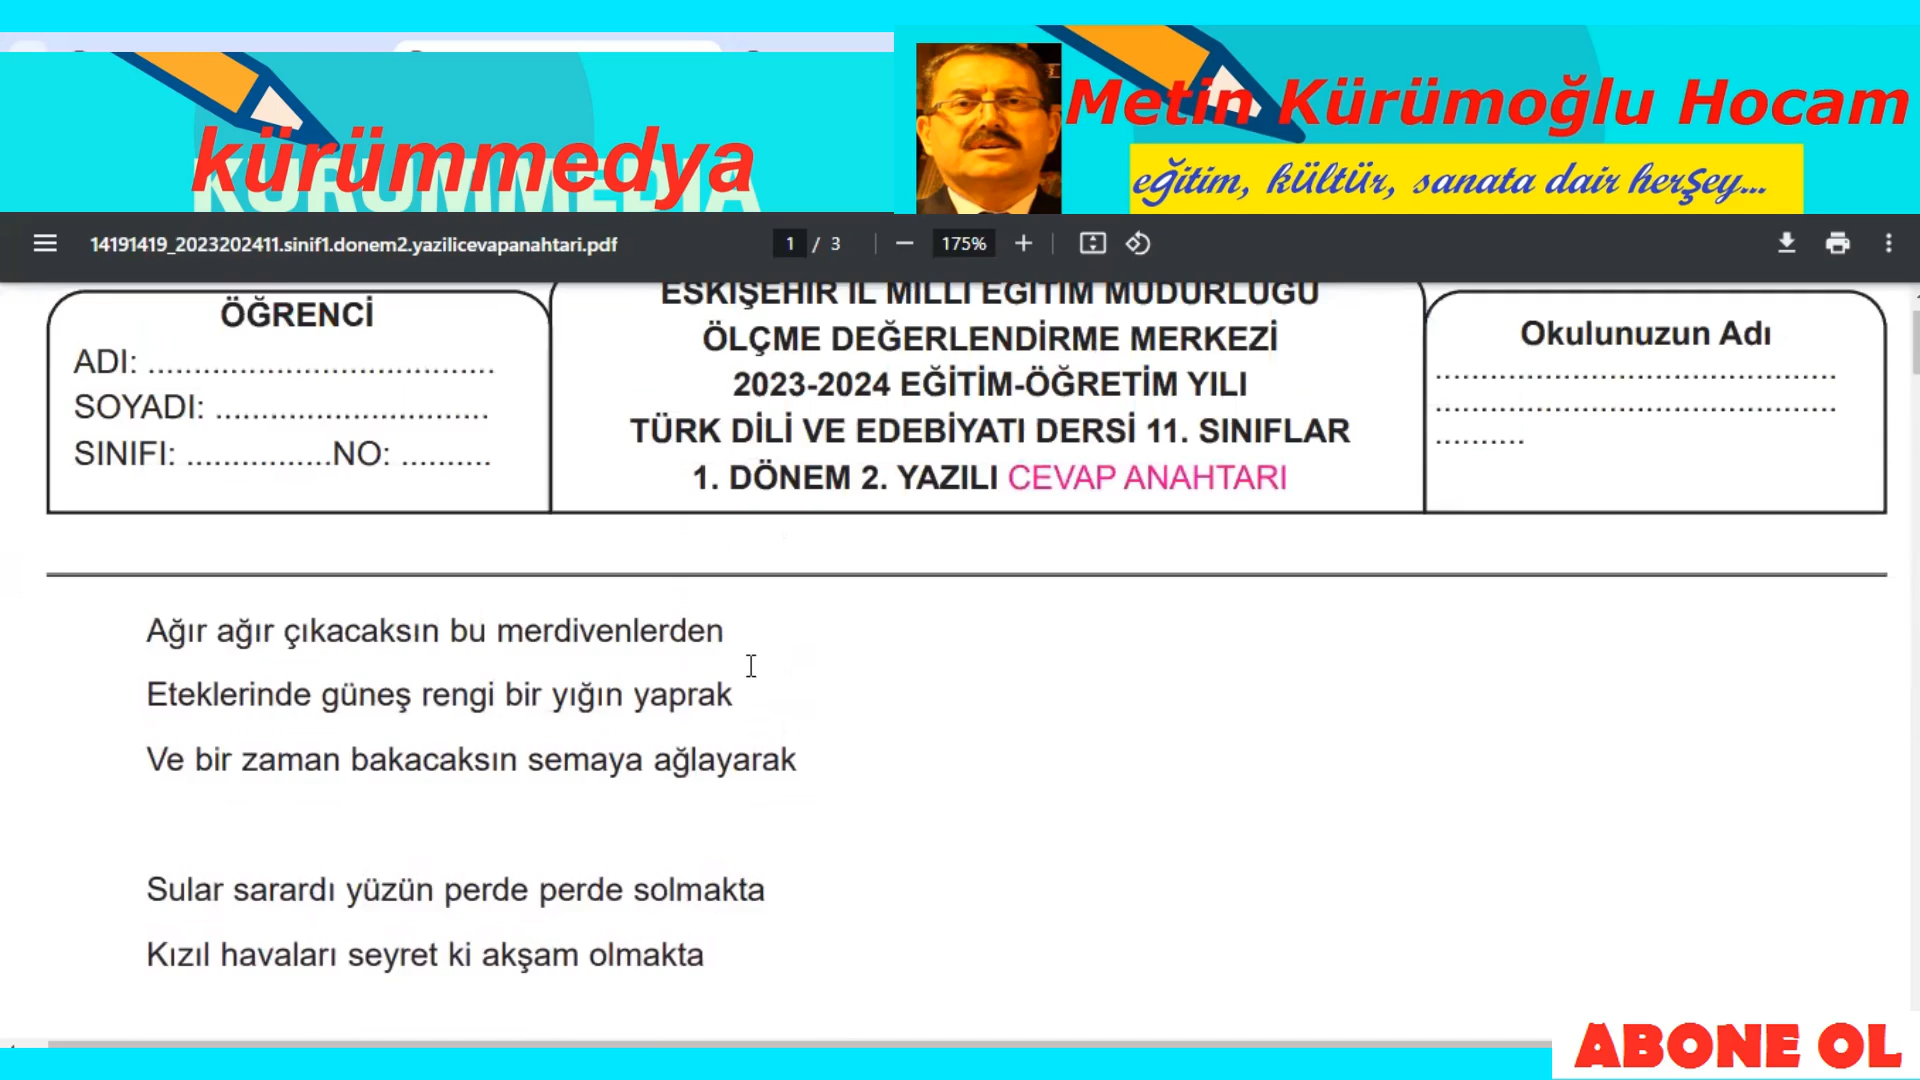 kürümmedya
KURUMMEDIA
Metin Kürümoğlu Hocam
eğitim, kültür, sanata dair herşey...
14191419_2023202411.sinif1.donem2.yazilicevapanahtari.pdf
1 / 3
175%
ÖĞRENCİ
ADI: ......................................
SOYADI: ..............................
SINIFI: ................NO: ..........
ESKİŞEHİR İL MİLLİ EĞİTİM MÜDÜRLÜĞÜ
ÖLÇME DEĞERLENDİRME MERKEZİ
2023-2024 EĞİTİM-ÖĞRETİM YILI
TÜRK DİLİ VE EDEBİYATI DERSİ 11. SINIFLAR
1. DÖNEM 2. YAZILI CEVAP ANAHTARI
Okulunuzun Adı
............................................
............................................
..........
Ağır ağır çıkacaksın bu merdivenlerden
Eteklerinde güneş rengi bir yığın yaprak
Ve bir zaman bakacaksın semaya ağlayarak
Sular sarardı yüzün perde perde solmakta
Kızıl havaları seyret ki akşam olmakta
ABONE OL